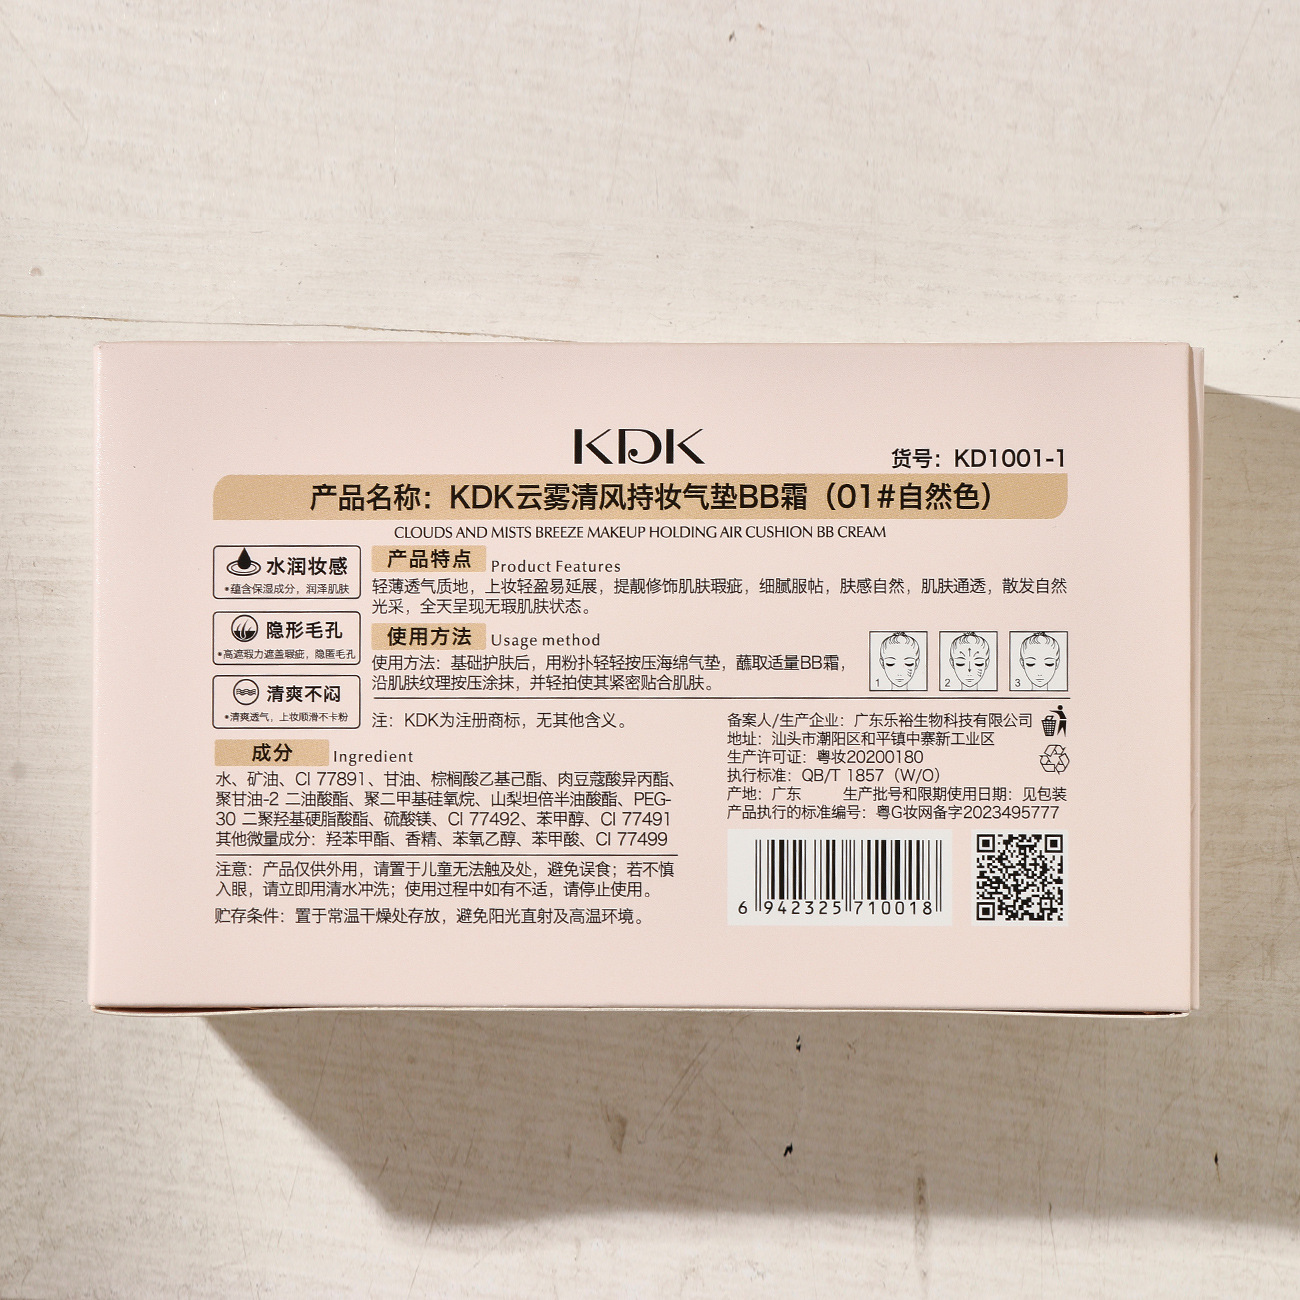 KDK
货号：KD1001-1
产品名称：KDK云雾清风持妆气垫BB霜（01#自然色）
CLOUDS AND MISTS BREEZE MAKEUP HOLDING AIR CUSHION BB CREAM
水润妆感
•蕴含保湿成分，润泽肌肤
隐形毛孔
•高遮瑕力遮盖瑕疵，隐匿毛孔
清爽不闷
•清爽透气，上妆顺滑不卡粉
产品特点 Product Features
轻薄透气质地，上妆轻盈易延展，提靓修饰肌肤瑕疵，细腻服帖，肤感自然，肌肤通透，散发自然
光采，全天呈现无瑕肌肤状态。
使用方法 Usage method
使用方法：基础护肤后，用粉扑轻轻按压海绵气垫，蘸取适量BB霜，
沿肌肤纹理按压涂抹，并轻拍使其紧密贴合肌肤。
1
2
3
注：KDK为注册商标，无其他含义。
成分 Ingredient
水、矿油、CI 77891、甘油、棕榈酸乙基己酯、肉豆蔻酸异丙酯、
聚甘油-2 二油酸酯、聚二甲基硅氧烷、山梨坦倍半油酸酯、PEG-
30 二聚羟基硬脂酸酯、硫酸镁、CI 77492、苯甲醇、CI 77491
其他微量成分：羟苯甲酯、香精、苯氧乙醇、苯甲酸、CI 77499
注意：产品仅供外用，请置于儿童无法触及处，避免误食；若不慎
入眼，请立即用清水冲洗；使用过程中如有不适，请停止使用。
贮存条件：置于常温干燥处存放，避免阳光直射及高温环境。
备案人/生产企业：广东乐裕生物科技有限公司
地址：汕头市潮阳区和平镇中寨新工业区
生产许可证：粤妆20200180
执行标准：QB/T 1857（W/O）
产地：广东 生产批号和限期使用日期：见包装
产品执行的标准编号：粤G妆网备字2023495777
6 942325 710018